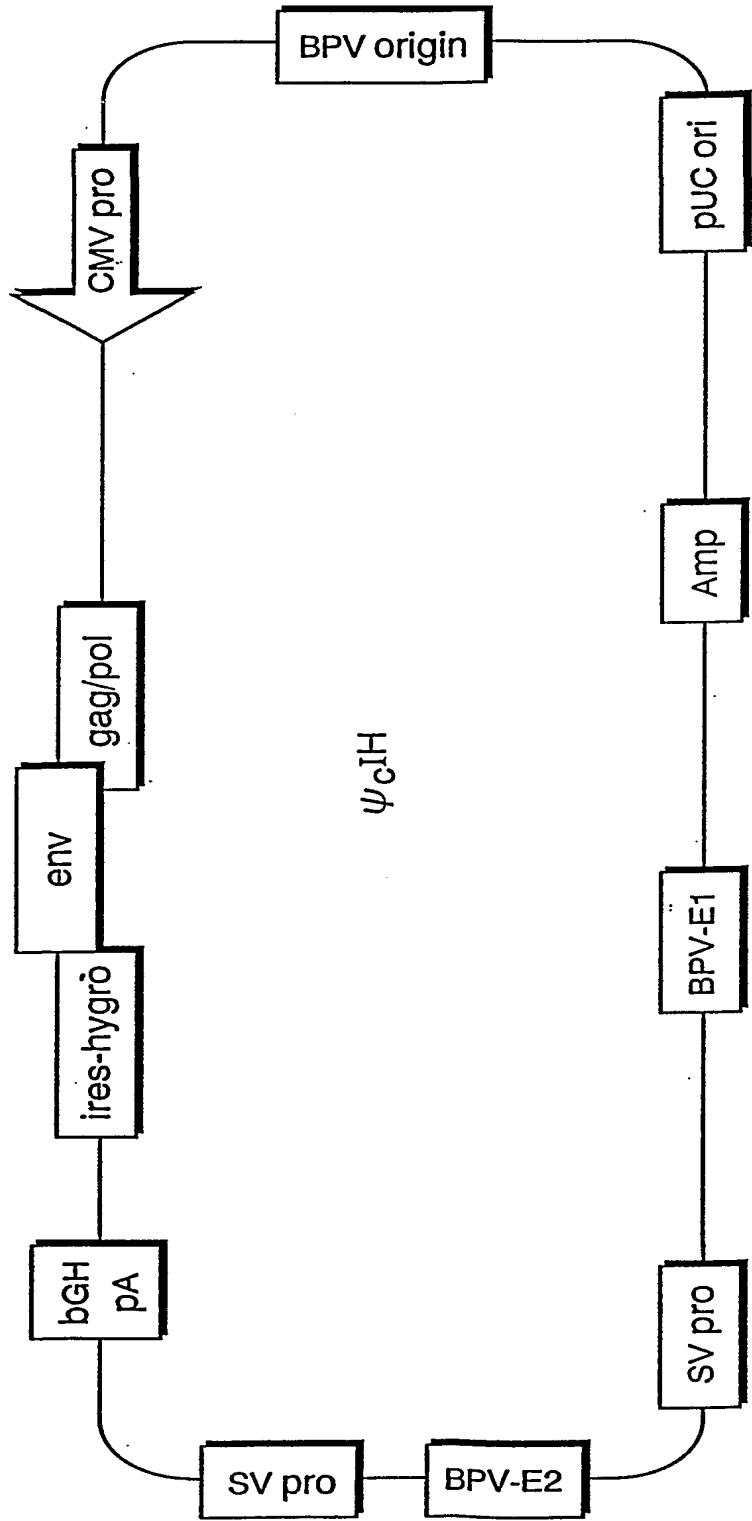 BPV origin
CMV pro
pUC ori
gag/pol
Amp
env
ψcIH
ires-hygro
BPV-E1
bGH
pA
SV pro
SV pro
BPV-E2